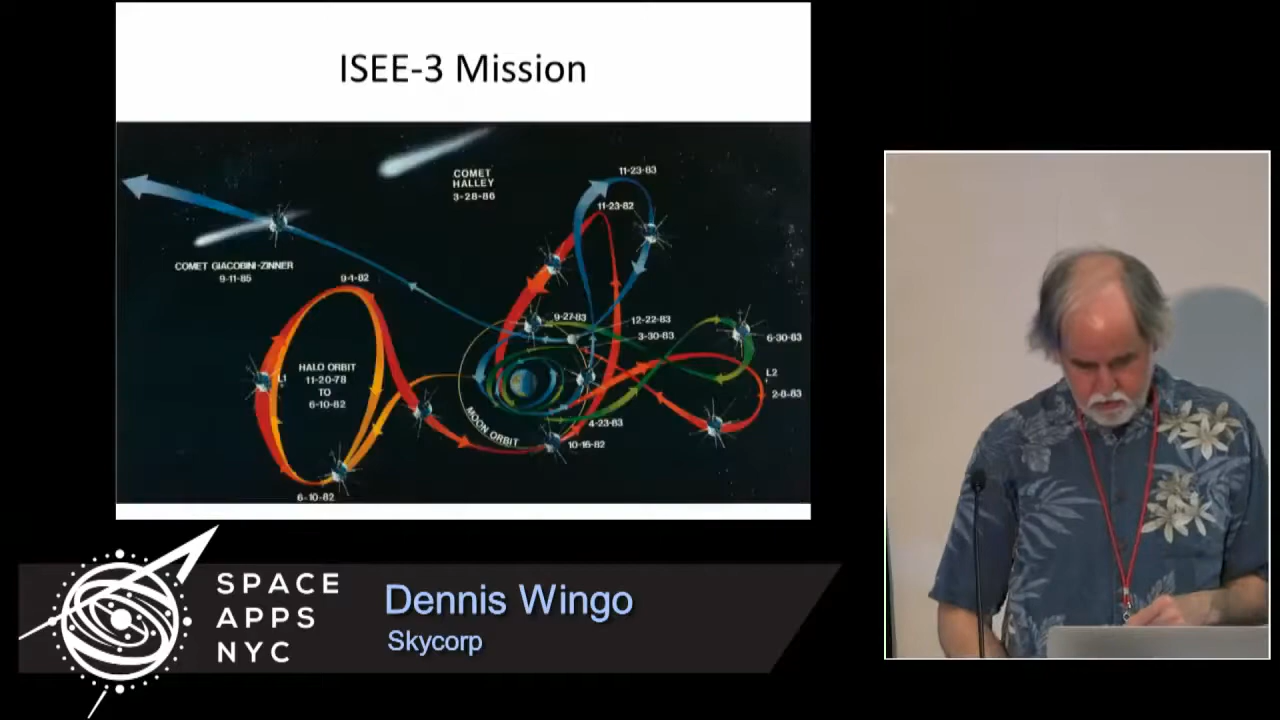 ISEE-3 Mission
COMET
HALLEY
3-28-86
11-23-83
11-23-82
COMET GIACOBINI-ZINNER
9-11-85
9-1-82
9-27-83
12-22-83
3-30-83
6-30-83
HALO ORBIT
11-20-78
TO
6-10-82
L1
L2
2-8-83
MOON ORBIT
4-23-83
10-16-82
6-10-82
SPACE
APPS
NYC
Dennis Wingo
Skycorp